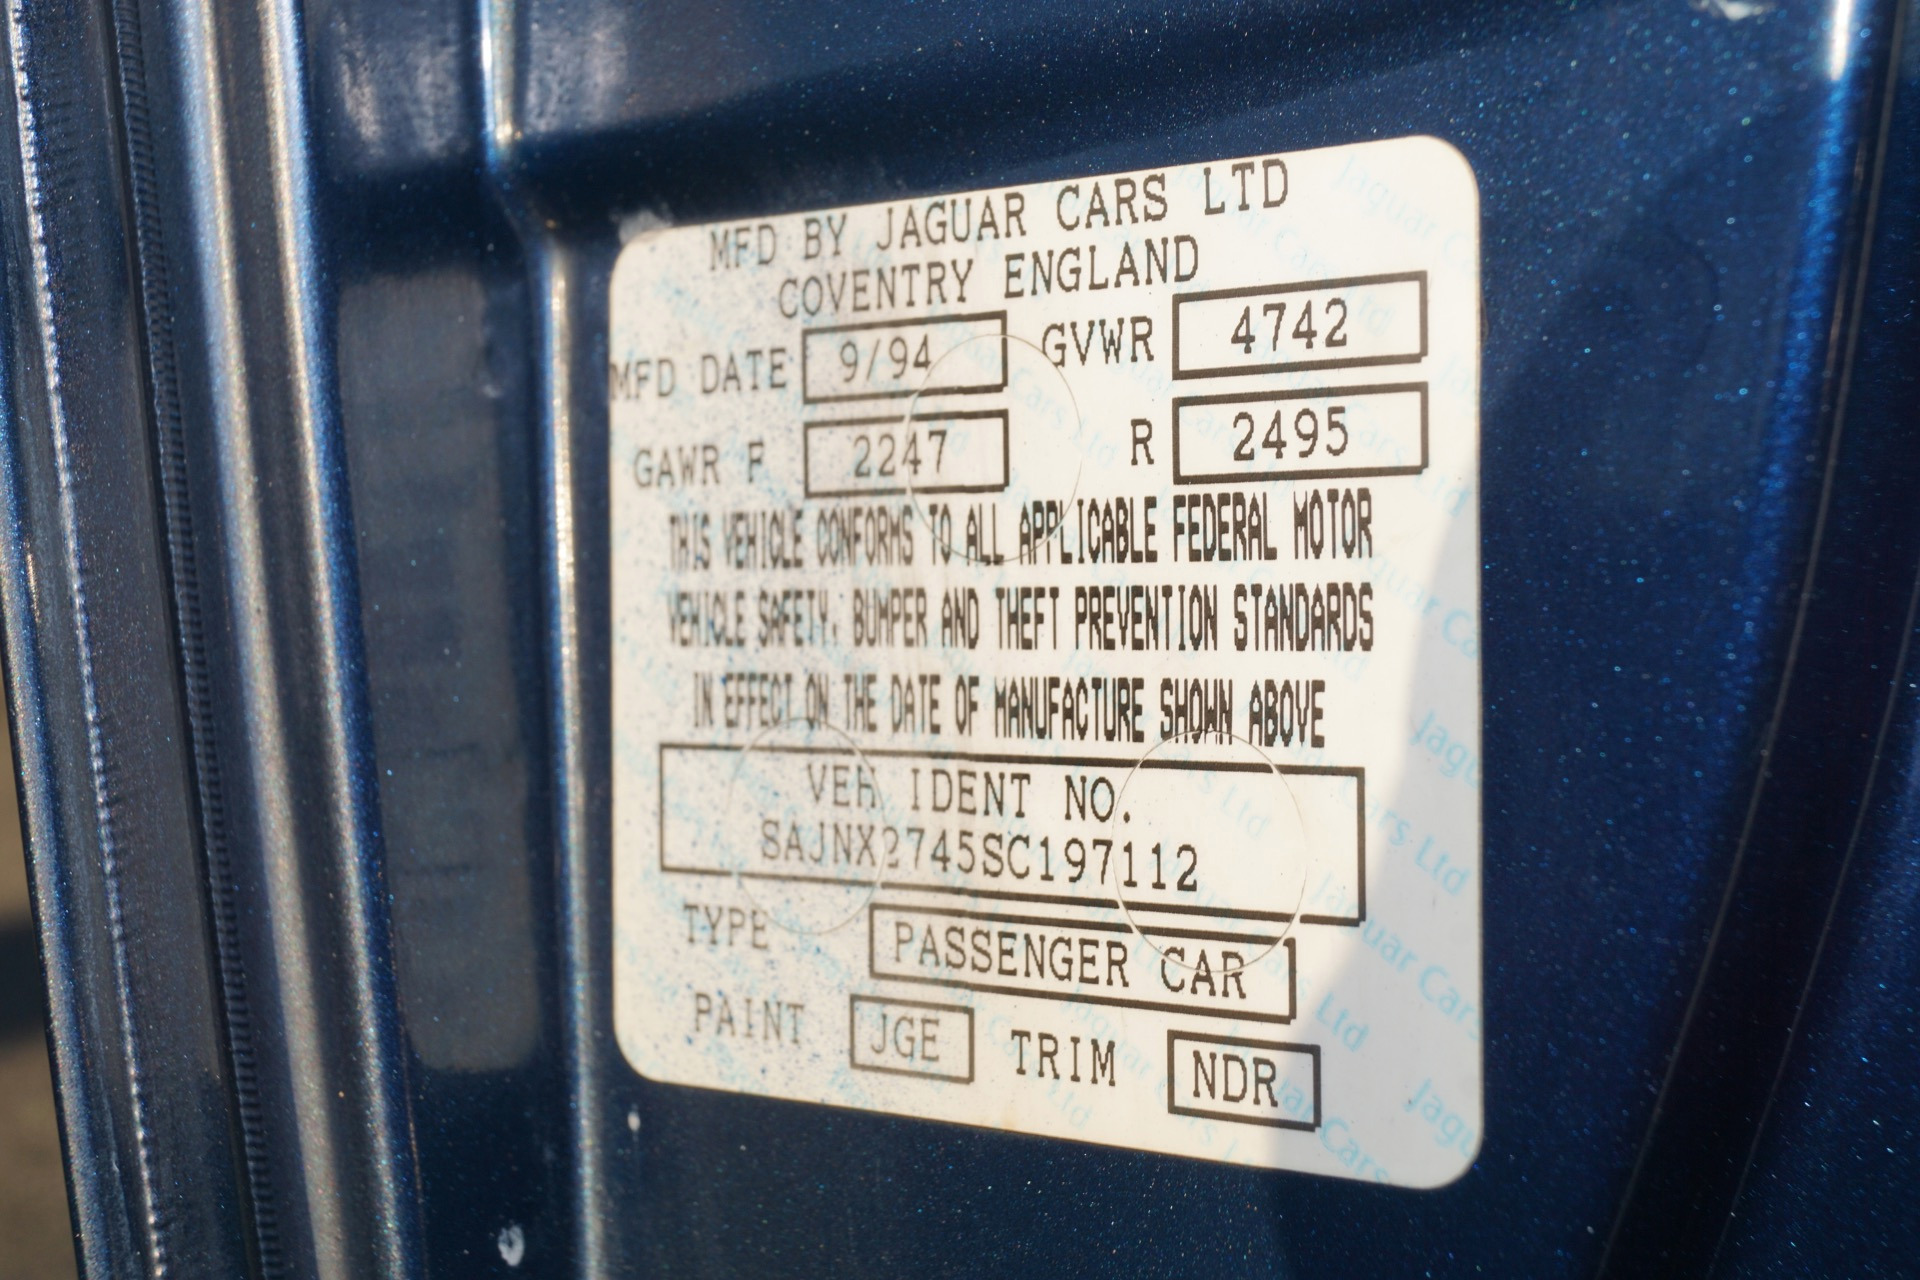 MFD BY JAGUAR CARS LTD
COVENTRY ENGLAND
MFD DATE 9/94 GVWR 4742
GAWR F 2247 R 2495
THIS VEHICLE CONFORMS TO ALL APPLICABLE FEDERAL MOTOR
VEHICLE SAFETY, BUMPER AND THEFT PREVENTION STANDARDS
IN EFFECT ON THE DATE OF MANUFACTURE SHOWN ABOVE
VEH IDENT NO.
SAJNX2745SC197112
TYPE PASSENGER CAR
PAINT JGE TRIM NDR